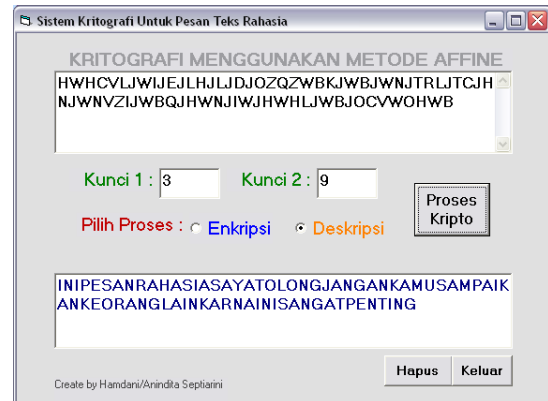 Sistem Kritografi Untuk Pesan Teks Rahasia
KRITOGRAFI MENGGUNAKAN METODE AFFINE
HWHCVLJWIJEJLHJLJDJOZQZWBKJWBJWNJTRLJTCJH
NJWNVZIJWBQJHWNJIWJHWHLJWBJOCVWOHWB
Kunci 1 : 3 Kunci 2 : 9
Pilih Proses : Enkripsi Deskripsi
Proses
Kripto
INIPESANRAHASIASAYATOLONGJANGANKAMUSAMPAIK
ANKEORANGLAINKARNAINISANGATPENTING
Hapus Keluar
Create by Hamdani/Anindita Septiarini